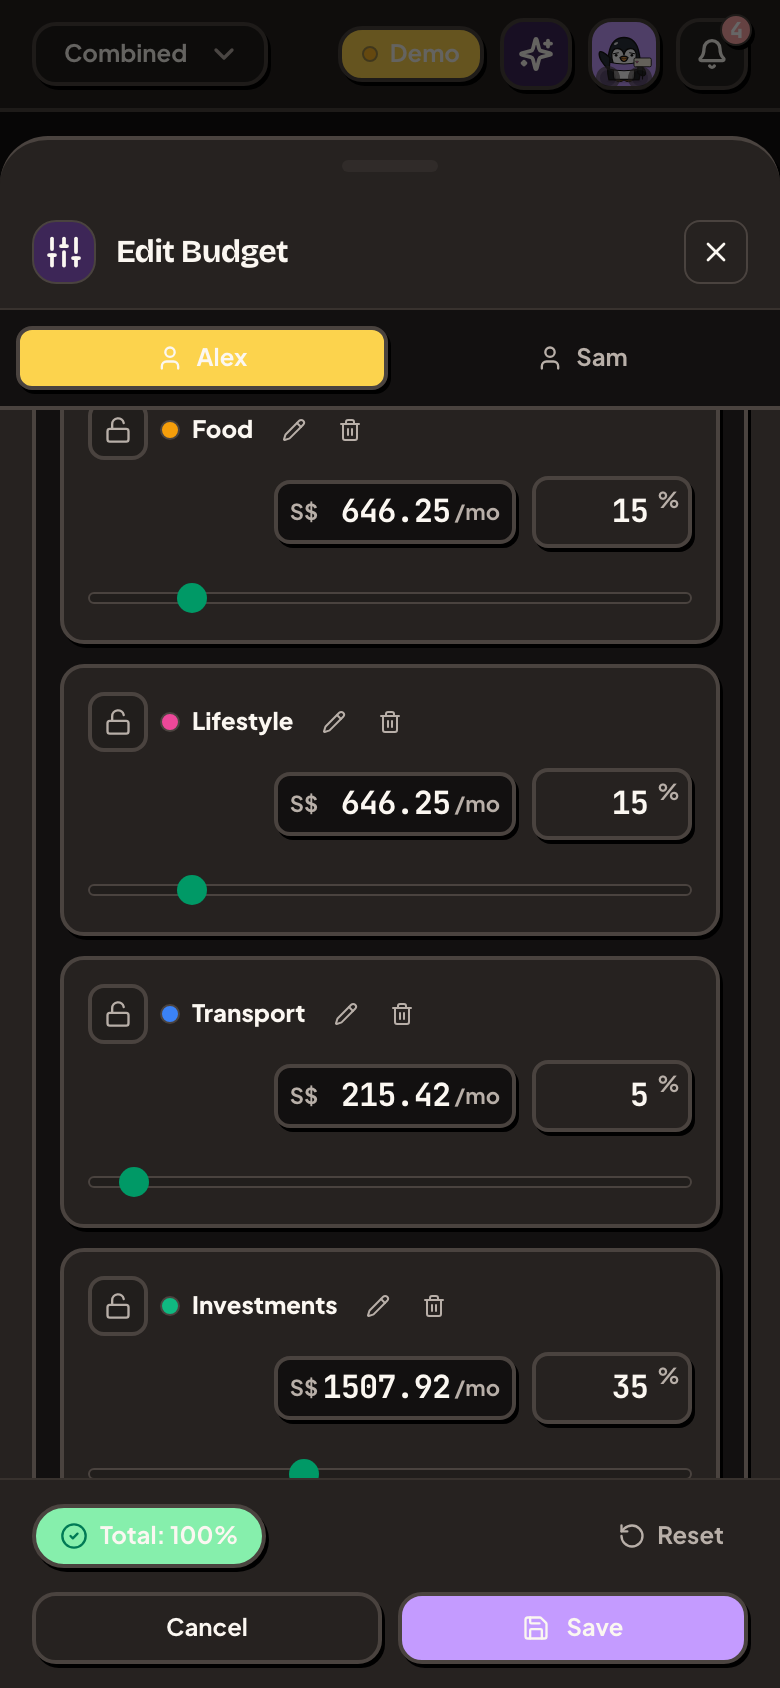 Combined
Demo
4
Edit Budget
Alex
Sam
Food
S$ 646.25/mo
15 %
Lifestyle
S$ 646.25/mo
15 %
Transport
S$ 215.42/mo
5 %
Investments
S$ 1507.92/mo
35 %
Total: 100%
Reset
Cancel
Save